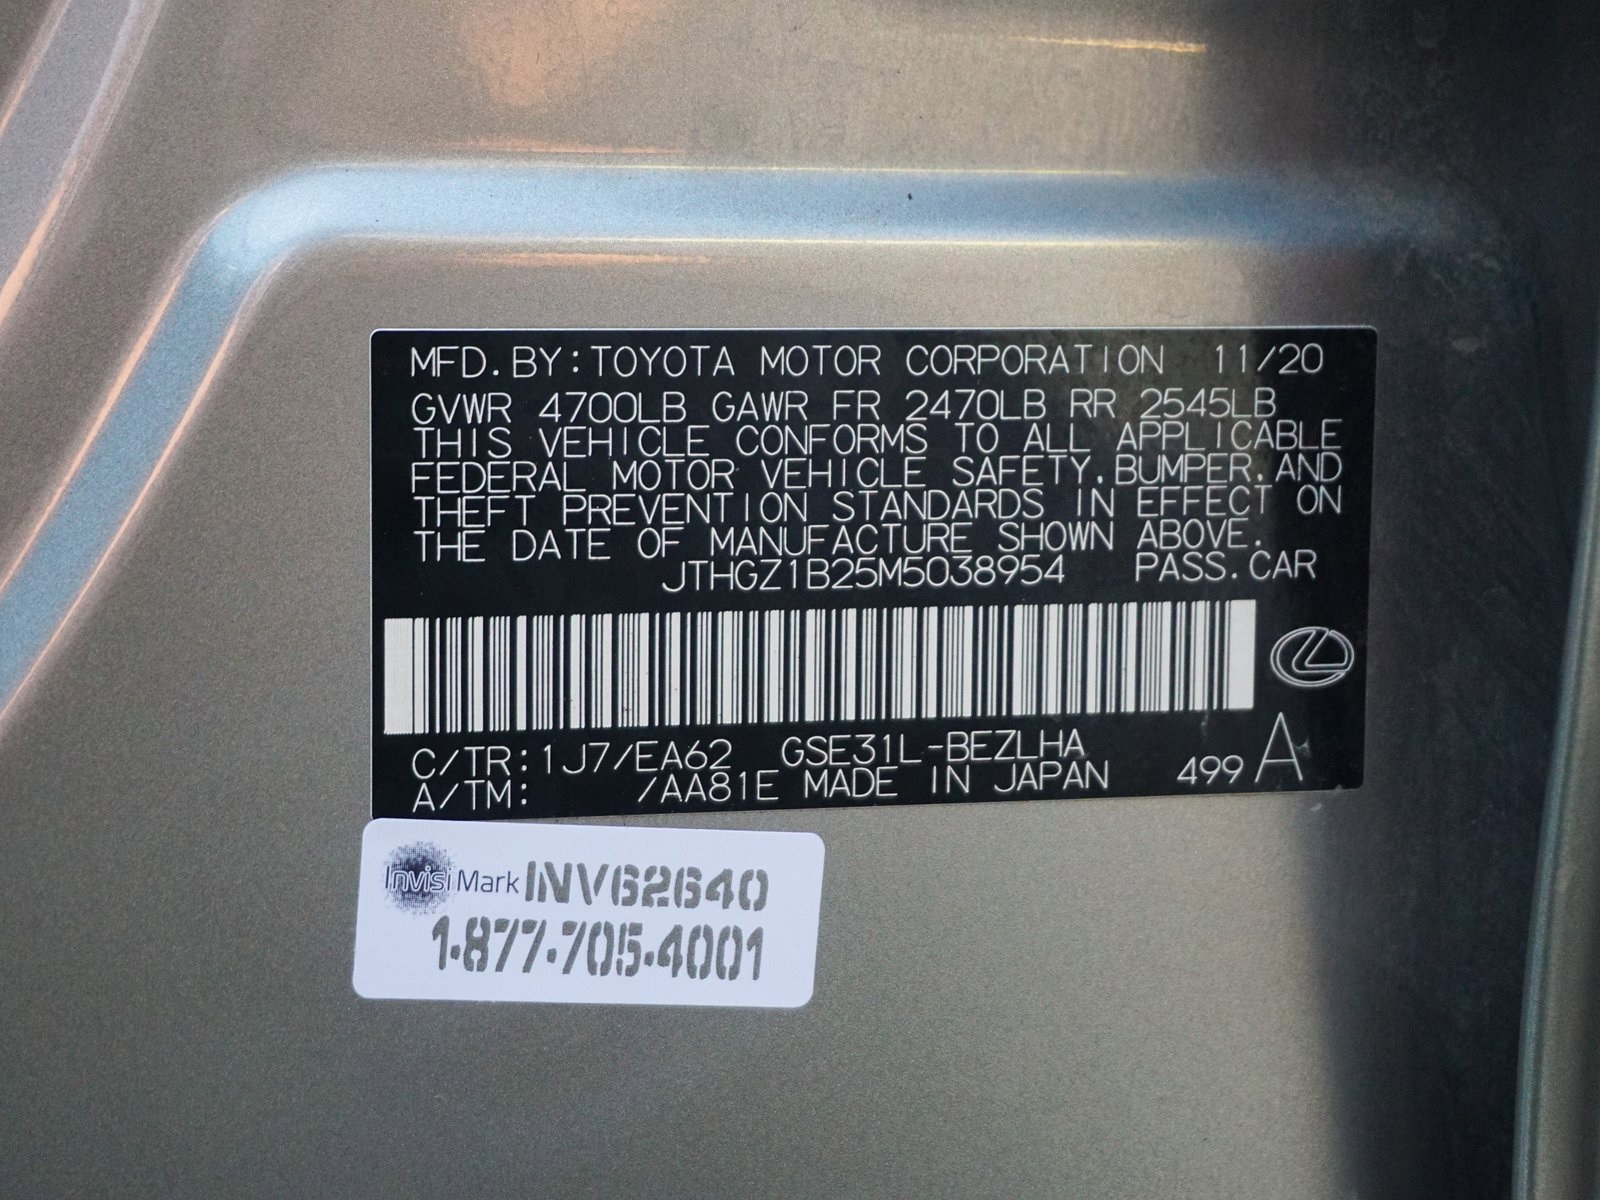 MFD. BY: TOYOTA MOTOR CORPORATION 11/20
GVWR 4700LB GAWR FR 2470LB RR 2545LB
THIS VEHICLE CONFORMS TO ALL APPLICABLE
FEDERAL MOTOR VEHICLE SAFETY, BUMPER, AND
THEFT PREVENTION STANDARDS IN EFFECT ON
THE DATE OF MANUFACTURE SHOWN ABOVE.
JTHGZ1B25M5038954 PASS. CAR
C/TR: 1J7/EA62 GSE31L-BEZLHA
A/TM: /AA81E MADE IN JAPAN 499 A
InvisiMark INV62640
1-877-705-4001